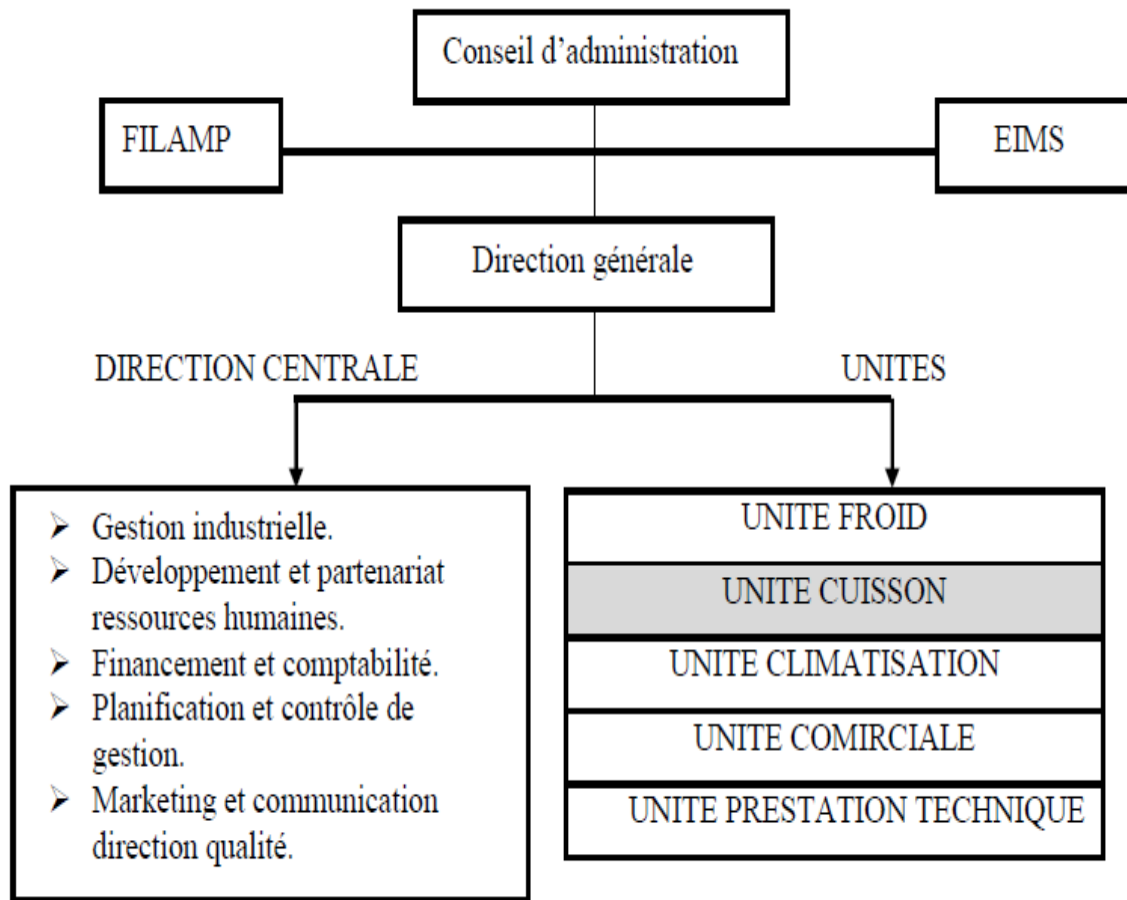 Conseil d’administration
FILAMP
EIMS
Direction générale
DIRECTION CENTRALE
UNITES
➢ Gestion industrielle.
➢ Développement et partenariat
ressources humaines.
➢ Financement et comptabilité.
➢ Planification et contrôle de
gestion.
➢ Marketing et communication
direction qualité.
UNITE FROID
UNITE CUISSON
UNITE CLIMATISATION
UNITE COMIRCIALE
UNITE PRESTATION TECHNIQUE